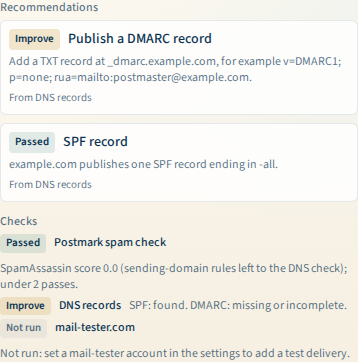 Recommendations
Improve Publish a DMARC record
Add a TXT record at _dmarc.example.com, for example v=DMARC1;
p=none; rua=mailto:postmaster@example.com.
From DNS records
Passed SPF record
example.com publishes one SPF record ending in -all.
From DNS records
Checks
Passed Postmark spam check
SpamAssassin score 0.0 (sending-domain rules left to the DNS check);
under 2 passes.
Improve DNS records SPF: found. DMARC: missing or incomplete.
Not run mail-tester.com
Not run: set a mail-tester account in the settings to add a test delivery.